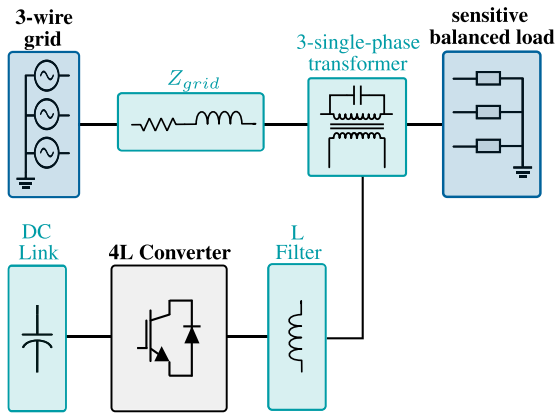 3-wire
grid
Z_grid
3-single-phase
transformer
sensitive
balanced load
DC
Link
4L Converter
L
Filter